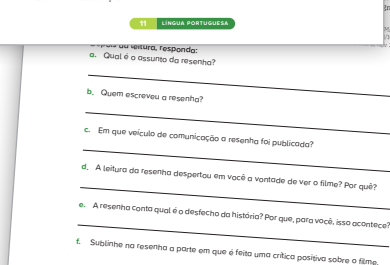 11 LÍNGUA PORTUGUESA
da leitura, responda:
a. Qual é o assunto da resenha?
b. Quem escreveu a resenha?
c. Em que veículo de comunicação a resenha foi publicada?
d. A leitura da resenha despertou em você a vontade de ver o filme? Por quê?
e. A resenha conta qual é o desfecho da história? Por que, para você, isso acontece?
f. Sublinhe na resenha a parte em que é feita uma crítica positiva sobre o filme.